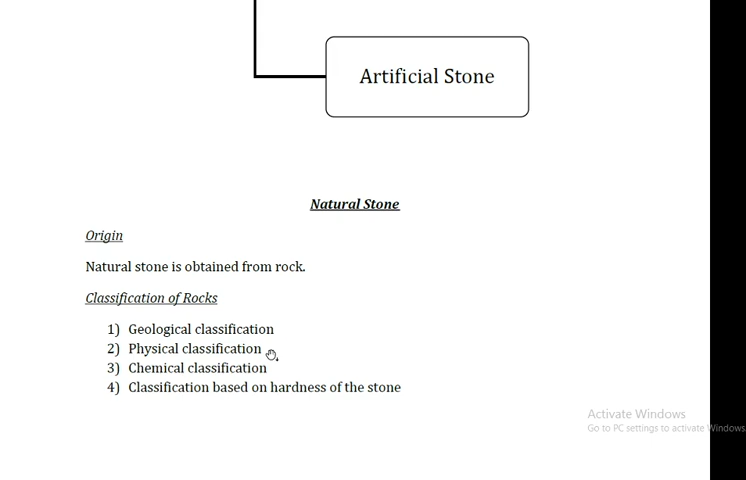 Artificial Stone
Natural Stone
Origin
Natural stone is obtained from rock.
Classification of Rocks
1) Geological classification
2) Physical classification
3) Chemical classification
4) Classification based on hardness of the stone
Activate Windows
Go to PC settings to activate Windows.